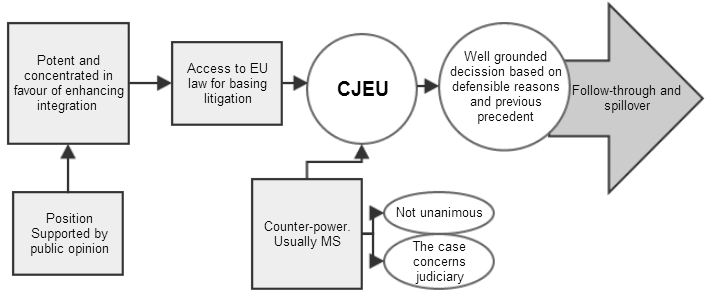 Potent and
concentrated in
favour of enhancing
integration
Access to EU
law for basing
litigation
CJEU
Well grounded
decission based on
defensible reasons
and previous
precedent
Follow-through and
spillover
Position
Supported by
public opinion
Counter-power.
Usually MS
Not unanimous
The case
concerns
judiciary